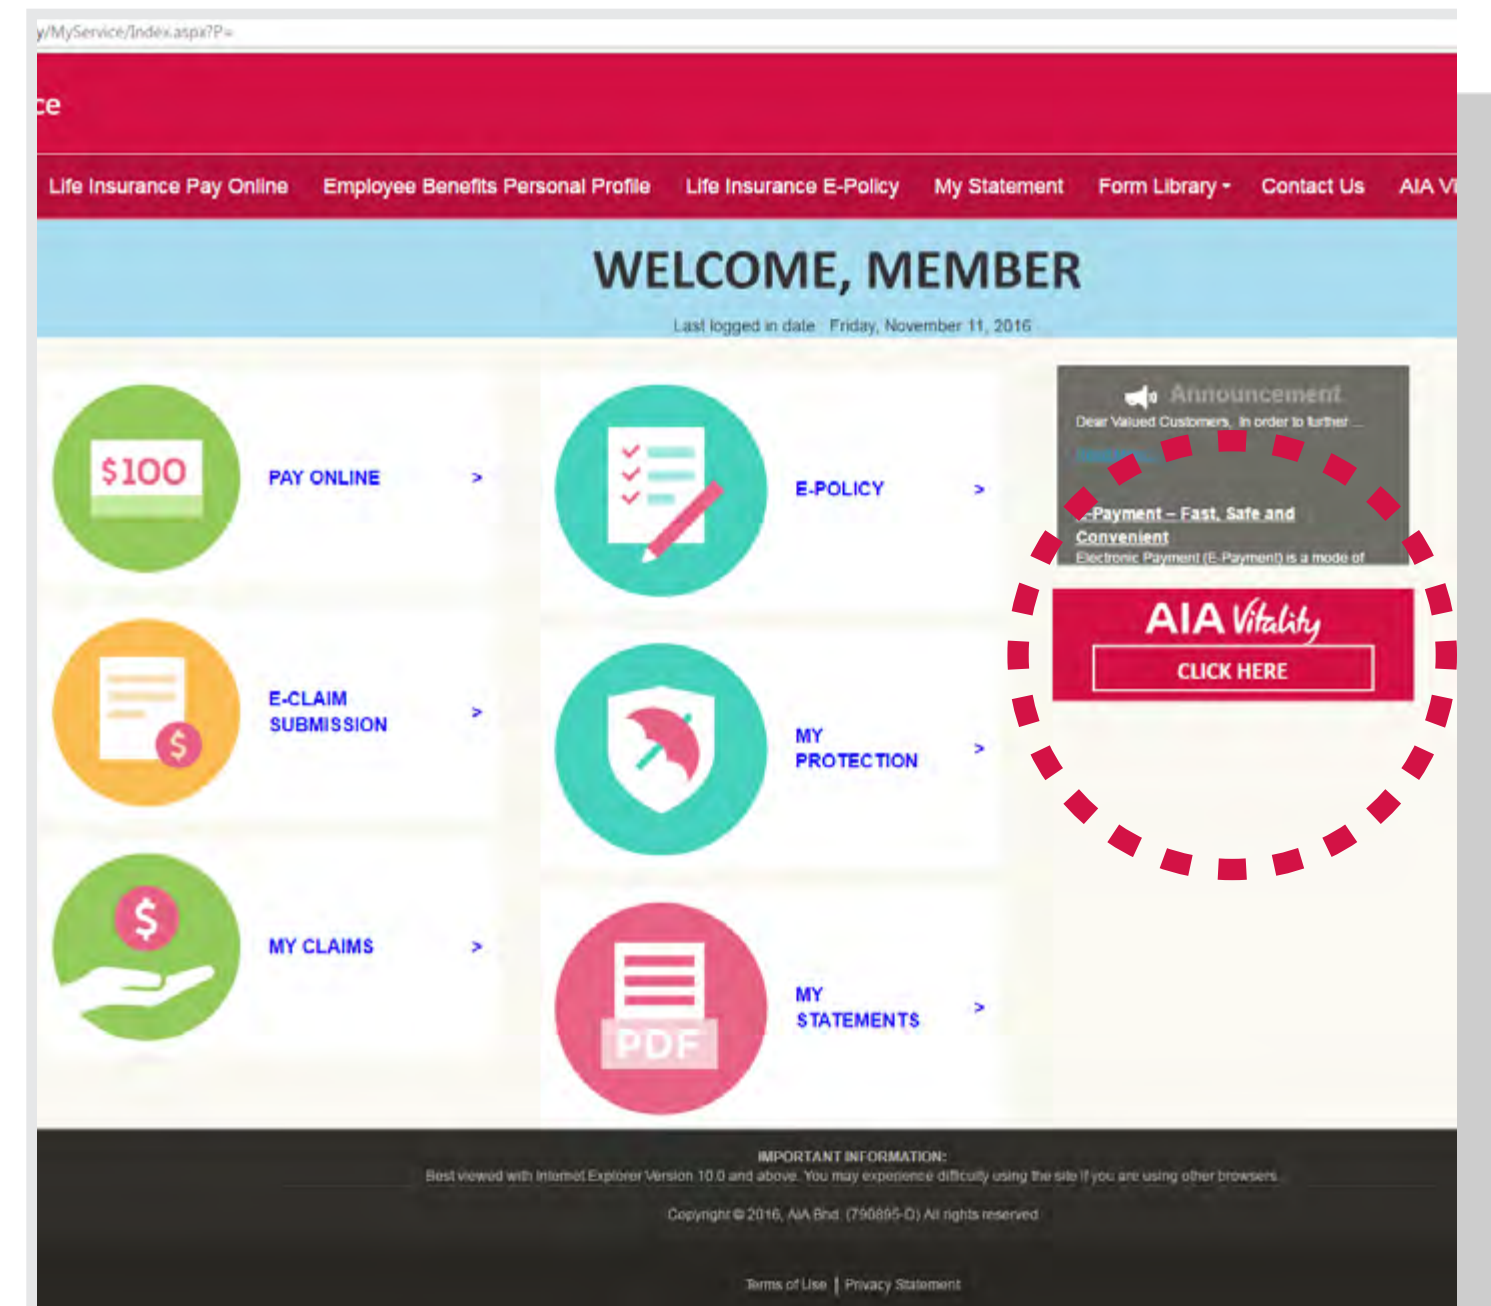 y/MyService/Index.aspx?P=
ce
Life Insurance Pay Online Employee Benefits Personal Profile Life Insurance E-Policy My Statement Form Library Contact Us AIA Vi
WELCOME, MEMBER
Last logged in date Friday, November 11, 2016
$100
PAY ONLINE >
E-POLICY >
Announcement
Dear Valued Customers, In order to further ...
E-Payment – Fast, Safe and
Convenient
Electronic Payment (E-Payment) is a mode of
AIA Vitality
CLICK HERE
$
E-CLAIM
SUBMISSION >
MY
PROTECTION >
$
MY CLAIMS >
PDF
MY
STATEMENTS >
IMPORTANT INFORMATION:
Best viewed with Internet Explorer Version 10.0 and above. You may experience difficulty using the site if you are using other browsers.
Copyright © 2016, AIA Bhd. (790895-D) All rights reserved
Terms of Use | Privacy Statement